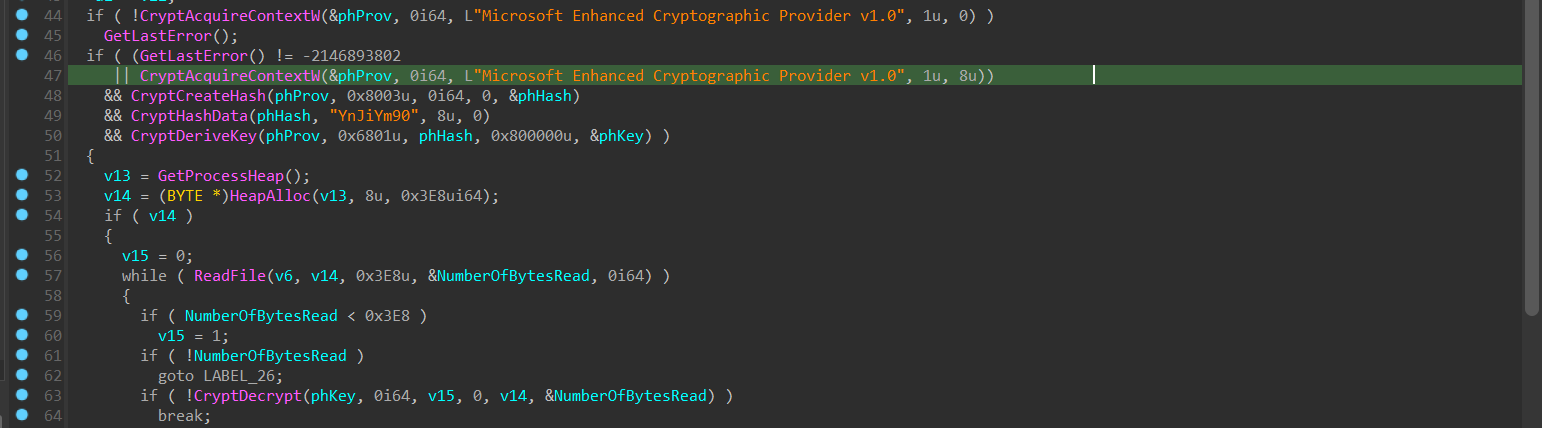 44 if ( !CryptAcquireContextW(&phProv, 0i64, L"Microsoft Enhanced Cryptographic Provider v1.0", 1u, 0) )
45 GetLastError();
46 if ( (GetLastError() != -2146893802
47 || CryptAcquireContextW(&phProv, 0i64, L"Microsoft Enhanced Cryptographic Provider v1.0", 1u, 8u))
48 && CryptCreateHash(phProv, 0x8003u, 0i64, 0, &phHash)
49 && CryptHashData(phHash, "YnJiYm90", 8u, 0)
50 && CryptDeriveKey(phProv, 0x6801u, phHash, 0x800000u, &phKey) )
51 {
52 v13 = GetProcessHeap();
53 v14 = (BYTE *)HeapAlloc(v13, 8u, 0x3E8ui64);
54 if ( v14 )
55 {
56 v15 = 0;
57 while ( ReadFile(v6, v14, 0x3E8u, &NumberOfBytesRead, 0i64) )
58 {
59 if ( NumberOfBytesRead < 0x3E8 )
60 v15 = 1;
61 if ( !NumberOfBytesRead )
62 goto LABEL_26;
63 if ( !CryptDecrypt(phKey, 0i64, v15, 0, v14, &NumberOfBytesRead) )
64 break;